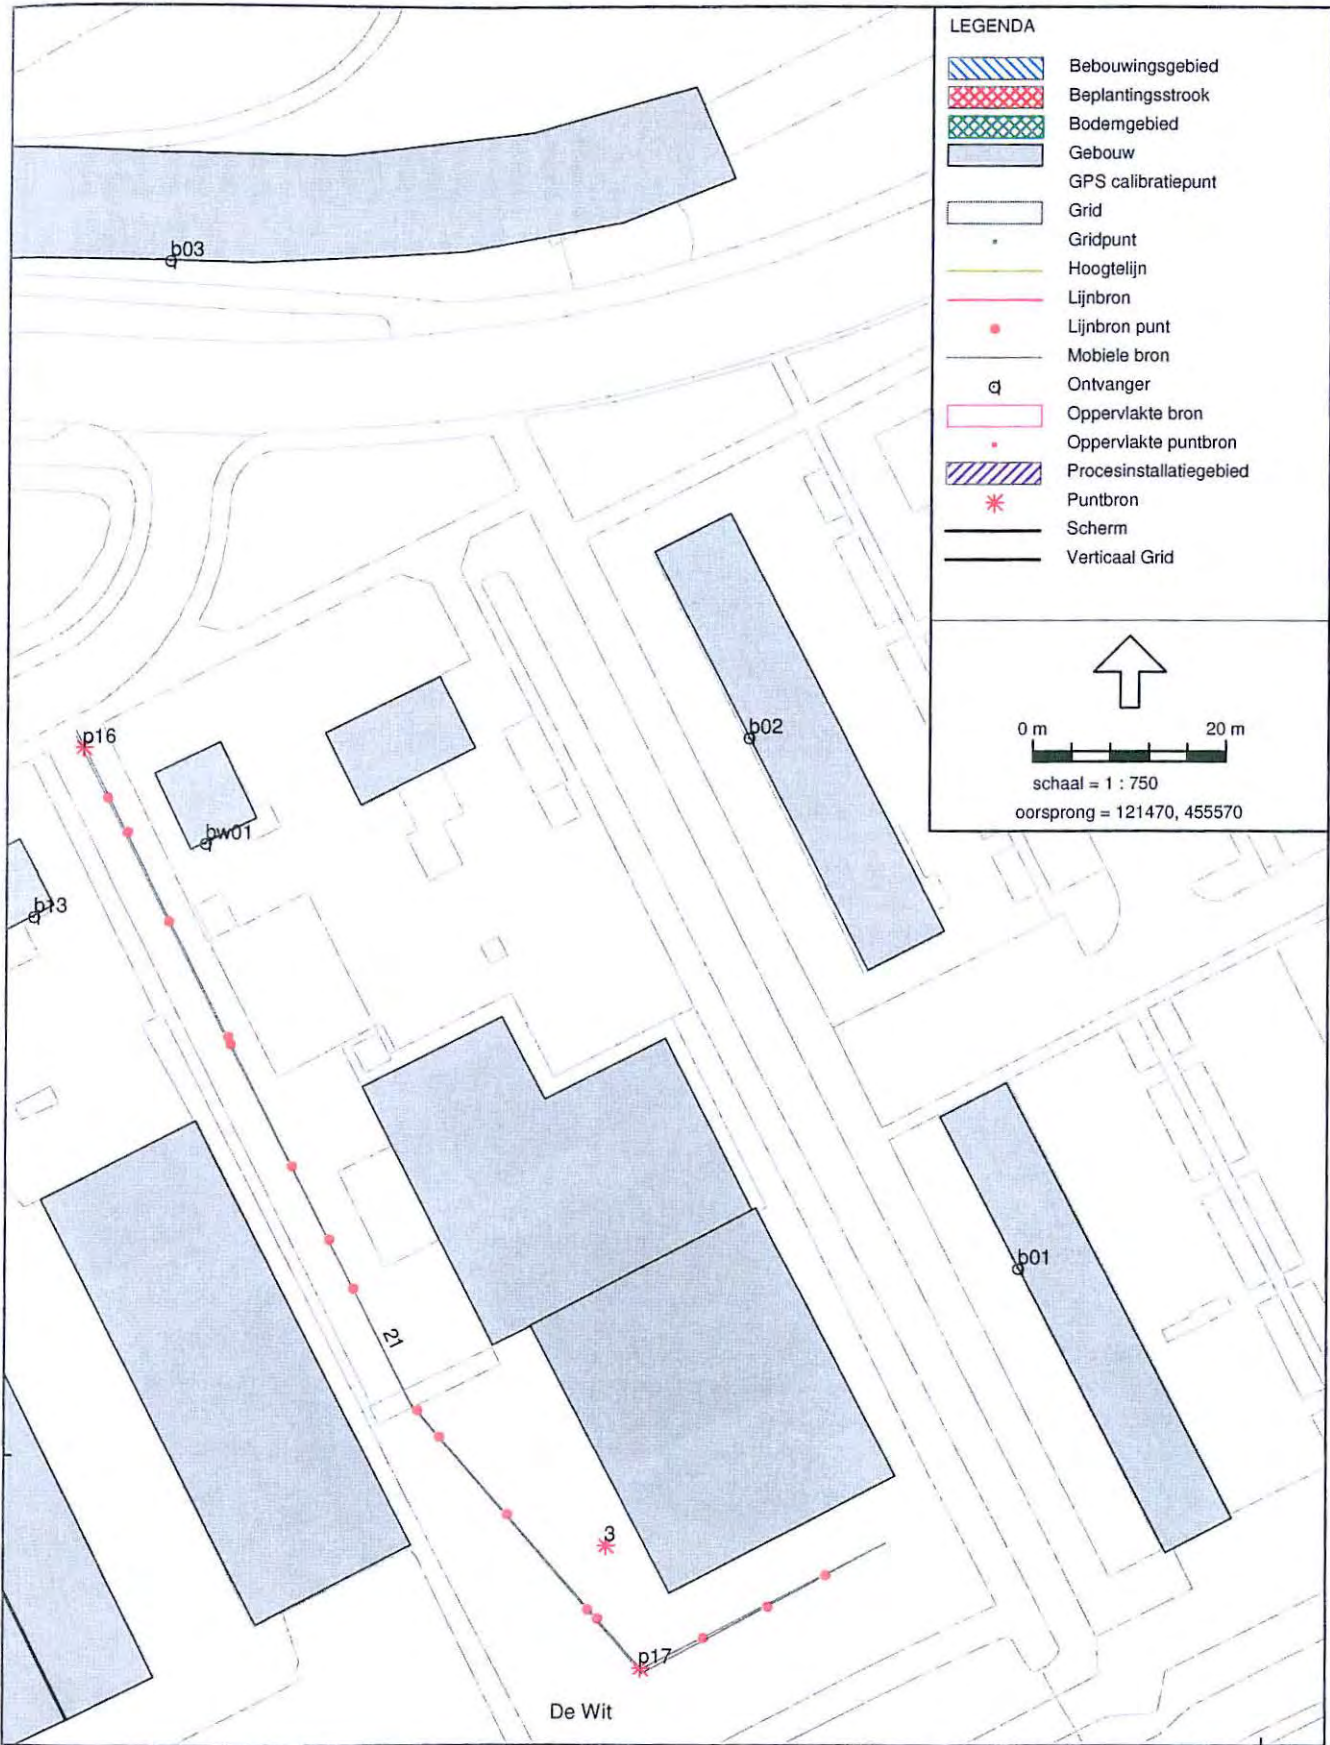 LEGENDA
Bebouwingsgebied
Beplantingsstrook
Bodemgebied
Gebouw
GPS calibratiepunt
Grid
Gridpunt
Hoogtelijn
Lijnbron
Lijnbron punt
Mobiele bron
Ontvanger
Oppervlakte bron
Oppervlakte puntbron
Procesinstallatiegebied
Puntbron
Scherm
Verticaal Grid
0 m 20 m
schaal = 1 : 750
oorsprong = 121470, 455570
b03
p16
b02
bw01
b13
b01
21
3
p17
De Wit